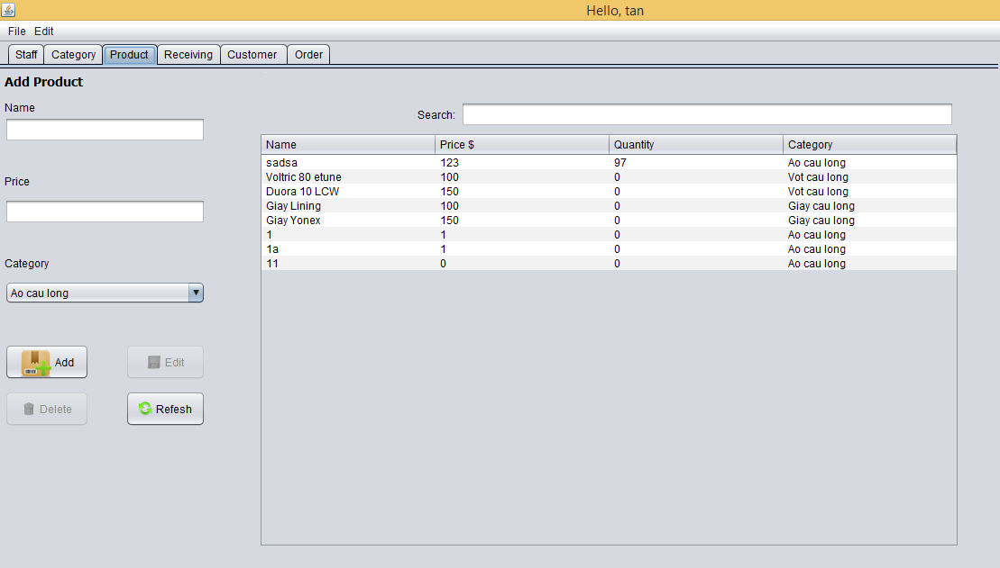 Hello, tan
File Edit
Staff Category Product Receiving Customer Order
Add Product
Name
Search:
Price
Category
Ao cau long
Add Edit
Delete Refesh
Name Price $ Quantity Category
sadsa 123 97 Ao cau long
Voltric 80 etune 100 0 Vot cau long
Duora 10 LCW 150 0 Vot cau long
Giay Lining 100 0 Giay cau long
Giay Yonex 150 0 Giay cau long
1 1 0 Ao cau long
1a 1 0 Ao cau long
11 0 0 Ao cau long